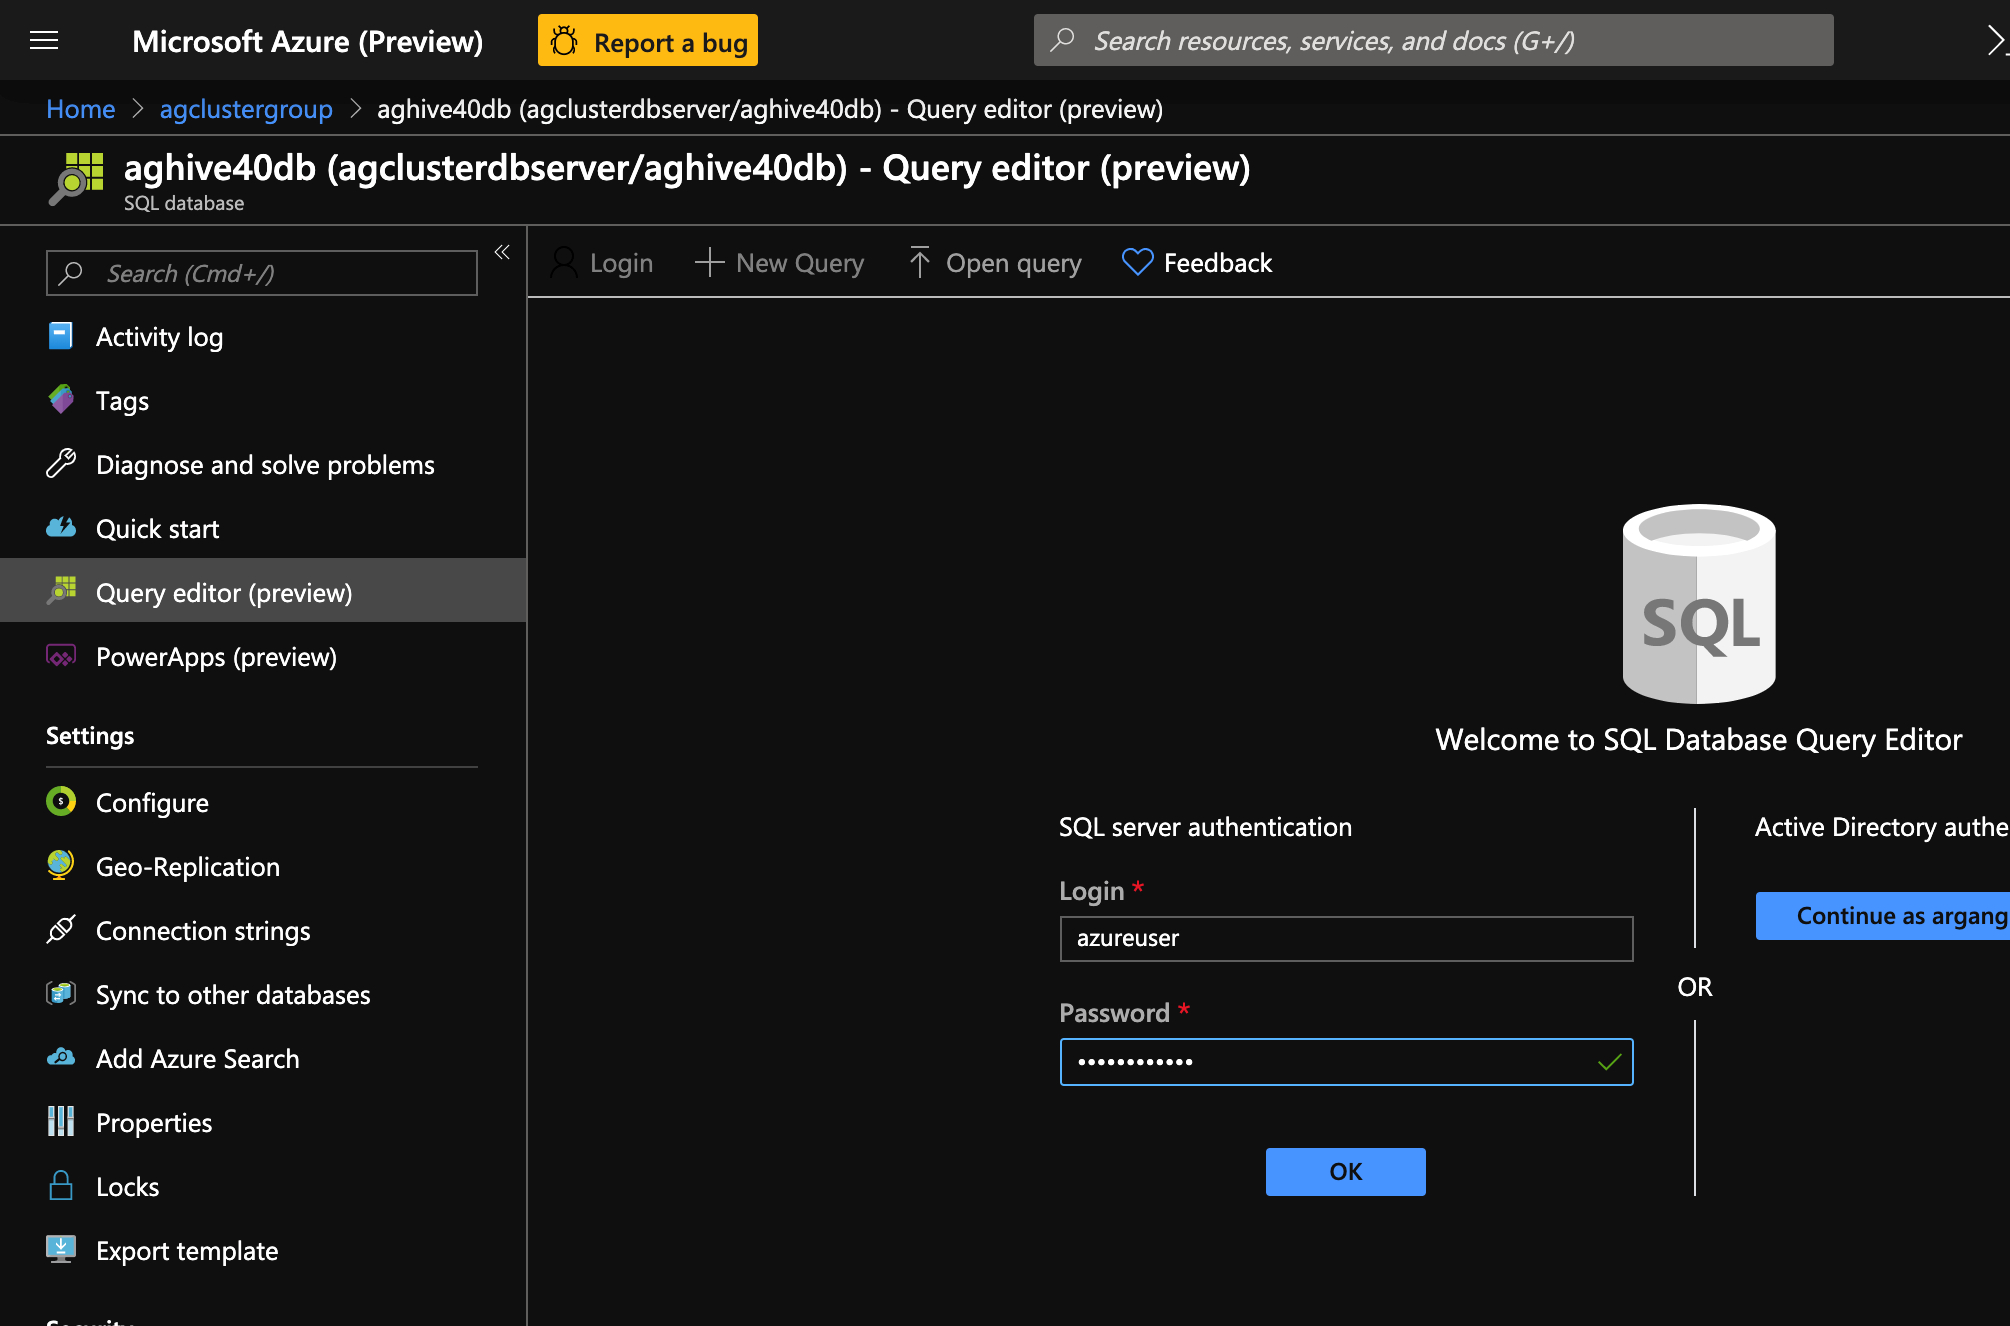 Microsoft Azure (Preview)
Report a bug
Search resources, services, and docs (G+/)
Home > agclustergroup > aghive40db (agclusterdbserver/aghive40db) - Query editor (preview)
aghive40db (agclusterdbserver/aghive40db) - Query editor (preview)
SQL database
Search (Cmd+/)
Activity log
Tags
Diagnose and solve problems
Quick start
Query editor (preview)
PowerApps (preview)
Settings
Configure
Geo-Replication
Connection strings
Sync to other databases
Add Azure Search
Properties
Locks
Export template
Login
New Query
Open query
Feedback
SQL
Welcome to SQL Database Query Editor
SQL server authentication
Login *
azureuser
Password *
••••••••••••
OK
OR
Active Directory authe
Continue as argang